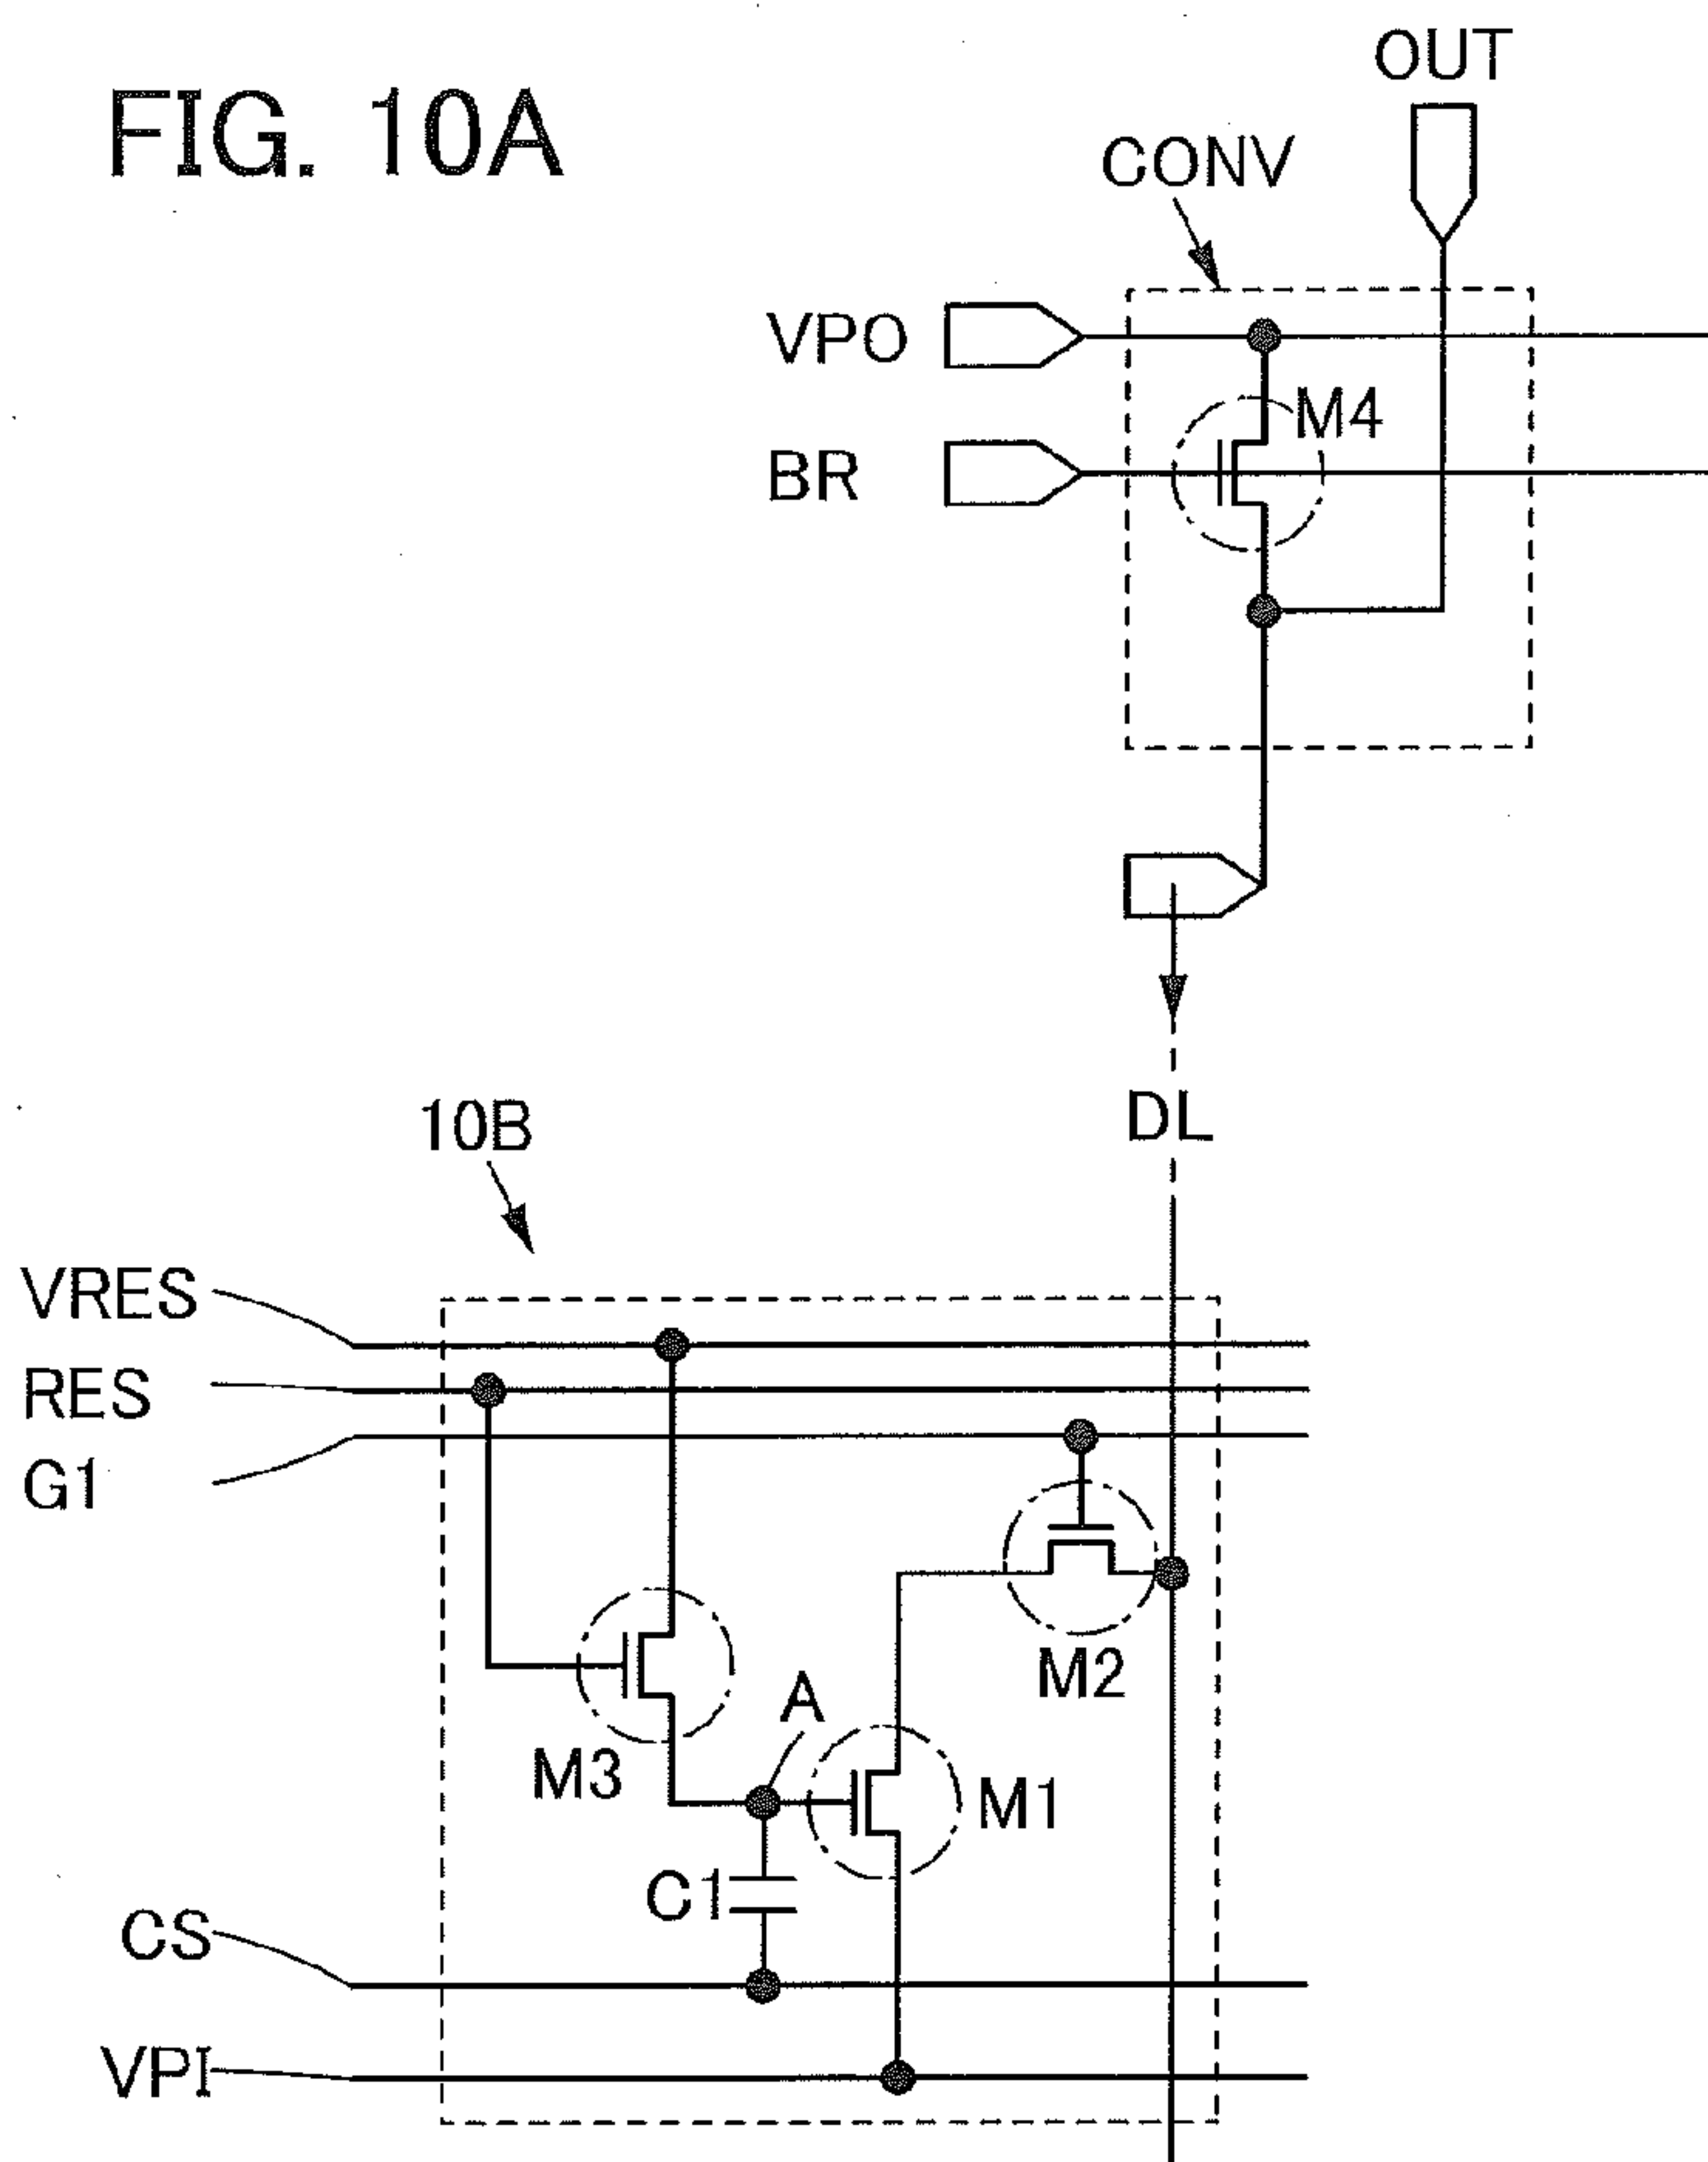 FIG. 10A
OUT
CONV
VPO
M4
BR
DL
10B
VRES
RES
G1
M2
A
M3
M1
C1
CS
VPI